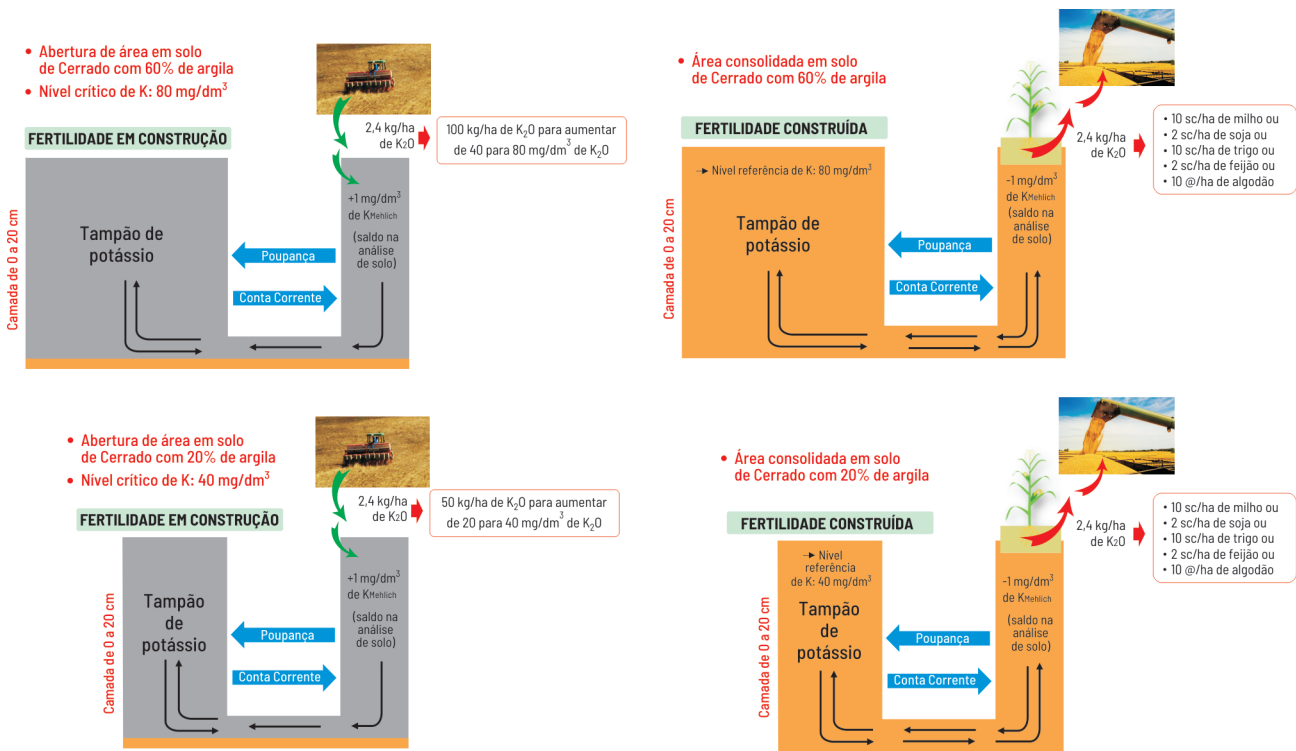 • Abertura de área em solo
de Cerrado com 60% de argila
• Nível crítico de K: 80 mg/dm³
FERTILIDADE EM CONSTRUÇÃO
2,4 kg/ha
de K₂O
100 kg/ha de K₂O para aumentar
de 40 para 80 mg/dm³ de K₂O
Camada de 0 a 20 cm
Tampão de
potássio
+1 mg/dm³
de KMehlich
(saldo na
análise
de solo)
Poupança
Conta Corrente
• Área consolidada em solo
de Cerrado com 60% de argila
FERTILIDADE CONSTRUÍDA
2,4 kg/ha
de K₂O
• 10 sc/ha de milho ou
• 2 sc/ha de soja ou
• 10 sc/ha de trigo ou
• 2 sc/ha de feijão ou
• 10 @/ha de algodão
Camada de 0 a 20 cm
→ Nível referência de K: 80 mg/dm³
Tampão de
potássio
-1 mg/dm³
de KMehlich
(saldo na
análise
de solo)
Poupança
Conta Corrente
• Abertura de área em solo
de Cerrado com 20% de argila
• Nível crítico de K: 40 mg/dm³
FERTILIDADE EM CONSTRUÇÃO
2,4 kg/ha
de K₂O
50 kg/ha de K₂O para aumentar
de 20 para 40 mg/dm³ de K₂O
Camada de 0 a 20 cm
Tampão
de
potássio
+1 mg/dm³
de KMehlich
(saldo na
análise
de solo)
Poupança
Conta Corrente
• Área consolidada em solo
de Cerrado com 20% de argila
FERTILIDADE CONSTRUÍDA
2,4 kg/ha
de K₂O
• 10 sc/ha de milho ou
• 2 sc/ha de soja ou
• 10 sc/ha de trigo ou
• 2 sc/ha de feijão ou
• 10 @/ha de algodão
Camada de 0 a 20 cm
→ Nível
referência
de K: 40 mg/dm³
Tampão
de
potássio
-1 mg/dm³
de KMehlich
(saldo na
análise
de solo)
Poupança
Conta Corrente